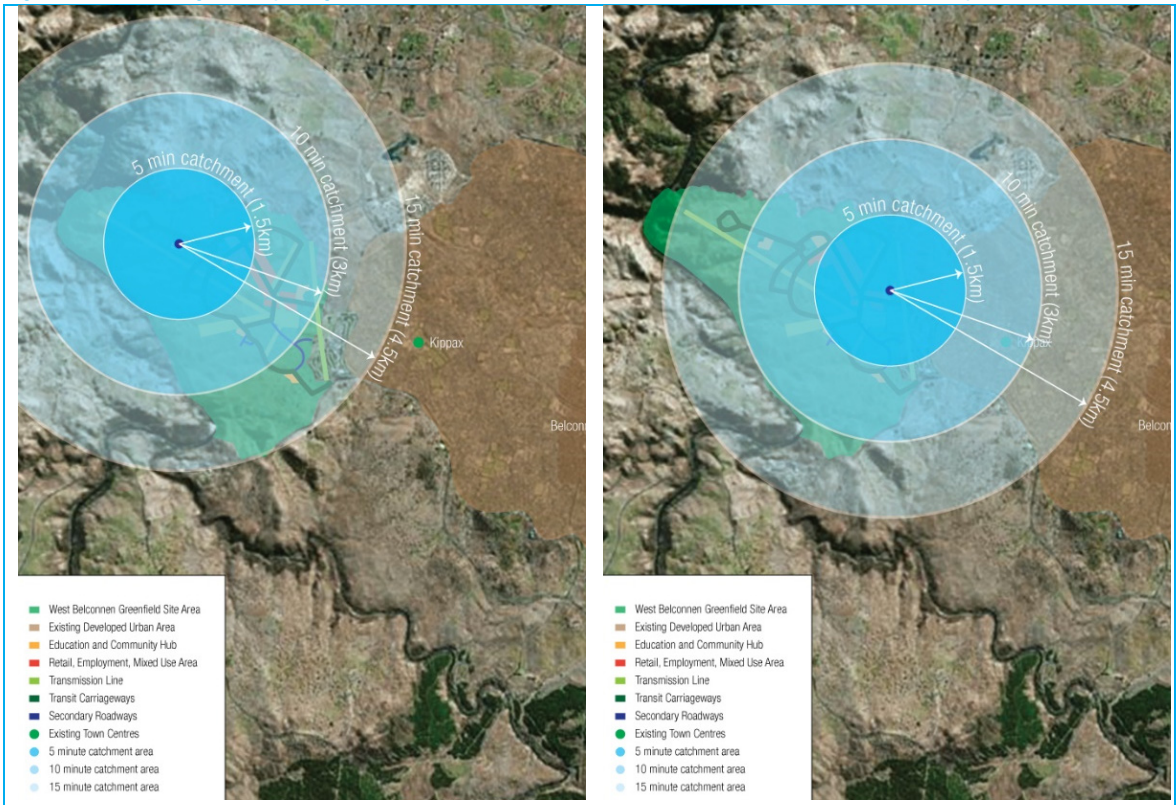 5 min catchment (1.5km)
10 min catchment (3km)
15 min catchment (4.5km)
Kippax
West Belconnen Greenfield Site Area
Existing Developed Urban Area
Education and Community Hub
Retail, Employment, Mixed Use Area
Transmission Line
Transit Carriageways
Secondary Roadways
Existing Town Centres
5 minute catchment area
10 minute catchment area
15 minute catchment area
5 min catchment (1.5km)
10 min catchment (3km)
15 min catchment (4.5km)
Kippax
West Belconnen Greenfield Site Area
Existing Developed Urban Area
Education and Community Hub
Retail, Employment, Mixed Use Area
Transmission Line
Transit Carriageways
Secondary Roadways
Existing Town Centres
5 minute catchment area
10 minute catchment area
15 minute catchment area